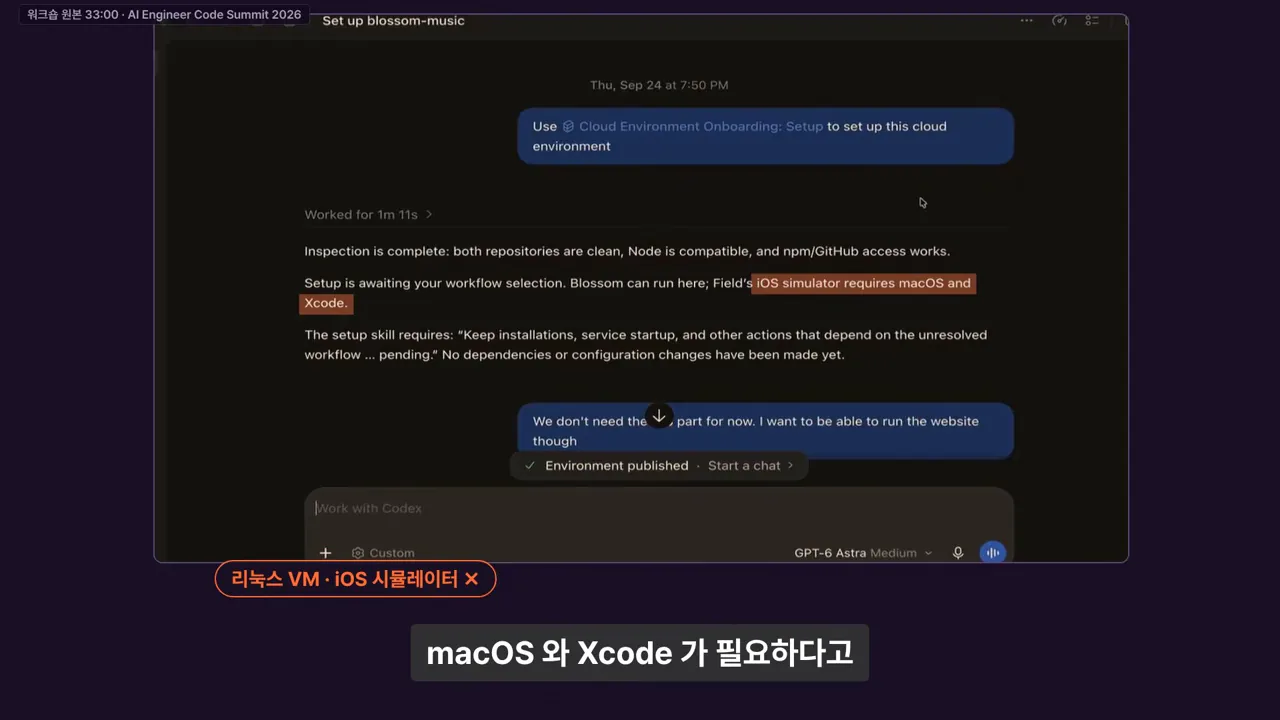 워크숍 원본 33:00 · AI Engineer Code Summit 2026
Set up blossom-music
Thu, Sep 24 at 7:50 PM
Use Cloud Environment Onboarding: Setup to set up this cloud
environment
Worked for 1m 11s
Inspection is complete: both repositories are clean, Node is compatible, and npm/GitHub access works.
Setup is awaiting your workflow selection. Blossom can run here; Field's iOS simulator requires macOS and
Xcode.
The setup skill requires: “Keep installations, service startup, and other actions that depend on the unresolved
workflow ... pending.” No dependencies or configuration changes have been made yet.
We don't need the part for now. I want to be able to run the website
though
Environment published · Start a chat
Work with Codex
Custom
GPT-6 Astra Medium
리눅스 VM · iOS 시뮬레이터 ✕
macOS 와 Xcode 가 필요하다고